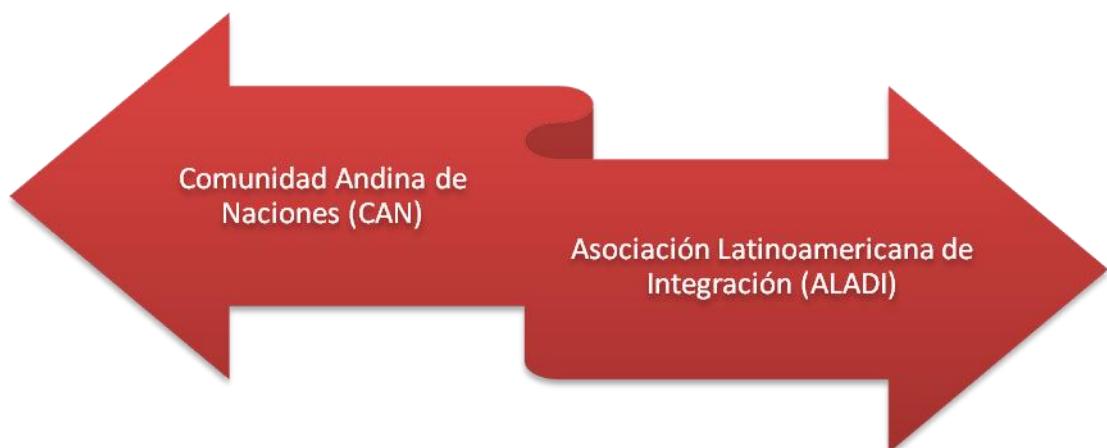 Comunidad Andina de
Naciones (CAN)
Asociación Latinoamericana de
Integración (ALADI)